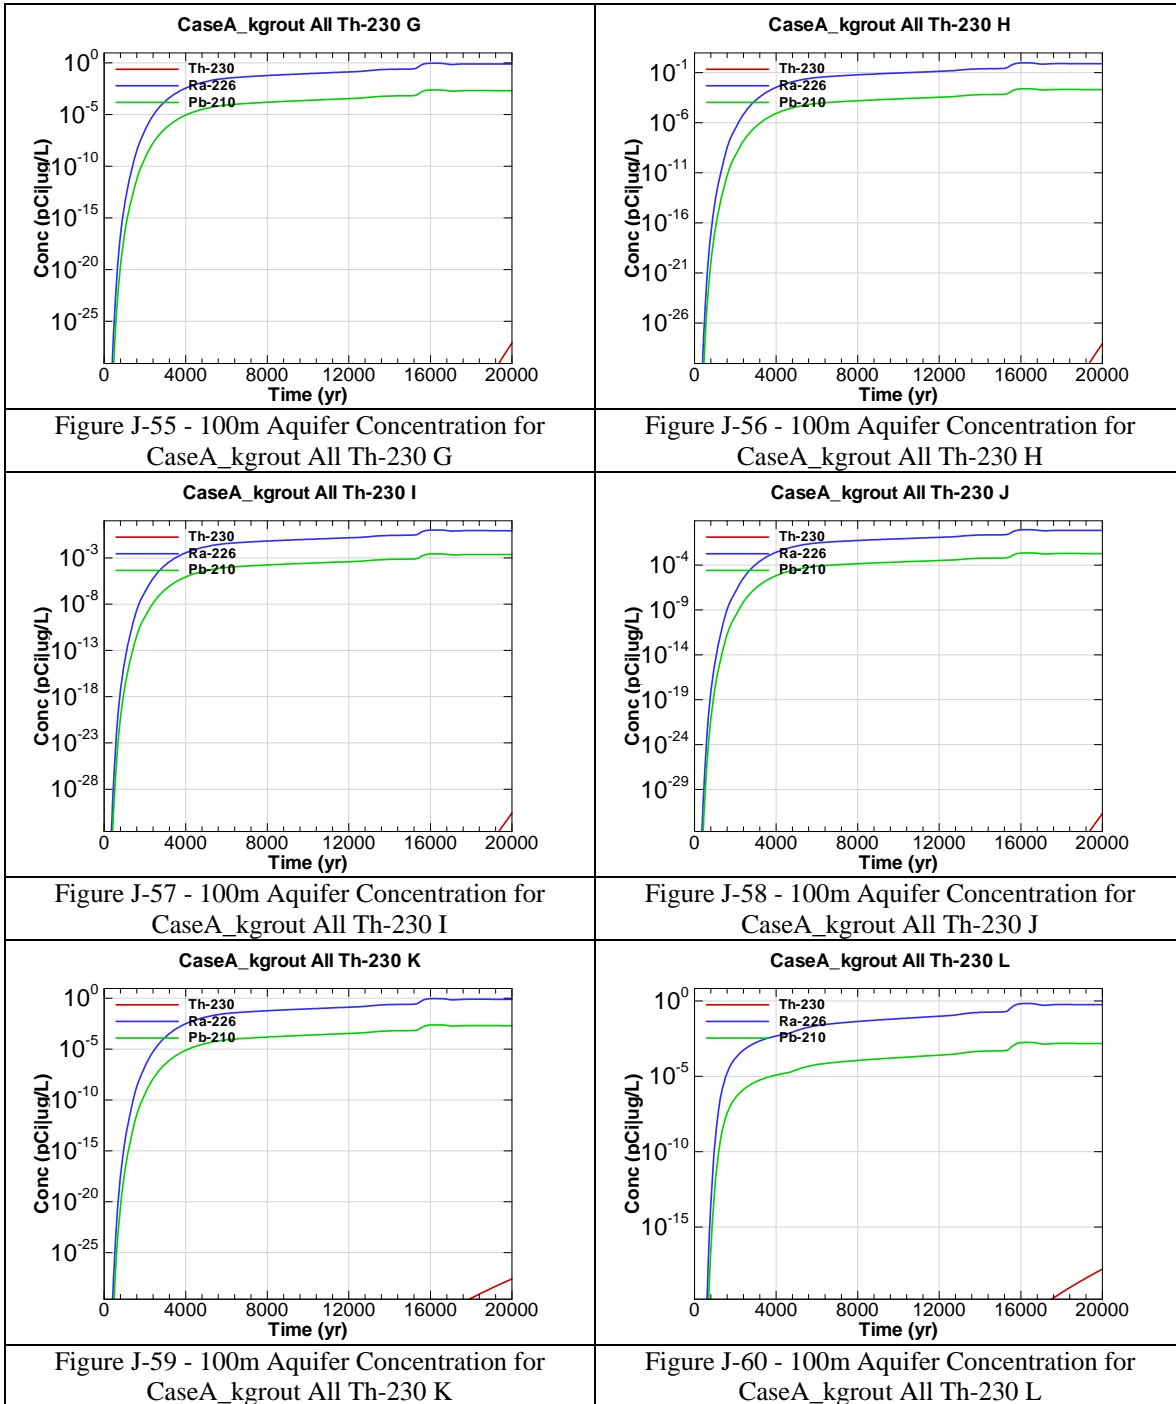 CaseA_kgrout All Th-230 G
10^0
10^-5
10^-10
10^-15
10^-20
10^-25
Conc (pCi|ug/L)
Th-230
Ra-226
Pb-210
0 4000 8000 12000 16000 20000
Time (yr)
Figure J-55 - 100m Aquifer Concentration for
CaseA_kgrout All Th-230 G
CaseA_kgrout All Th-230 H
10^-1
10^-6
10^-11
10^-16
10^-21
10^-26
Conc (pCi|ug/L)
Th-230
Ra-226
Pb-210
0 4000 8000 12000 16000 20000
Time (yr)
Figure J-56 - 100m Aquifer Concentration for
CaseA_kgrout All Th-230 H
CaseA_kgrout All Th-230 I
10^-3
10^-8
10^-13
10^-18
10^-23
10^-28
Conc (pCi|ug/L)
Th-230
Ra-226
Pb-210
0 4000 8000 12000 16000 20000
Time (yr)
Figure J-57 - 100m Aquifer Concentration for
CaseA_kgrout All Th-230 I
CaseA_kgrout All Th-230 J
10^-4
10^-9
10^-14
10^-19
10^-24
10^-29
Conc (pCi|ug/L)
Th-230
Ra-226
Pb-210
0 4000 8000 12000 16000 20000
Time (yr)
Figure J-58 - 100m Aquifer Concentration for
CaseA_kgrout All Th-230 J
CaseA_kgrout All Th-230 K
10^0
10^-5
10^-10
10^-15
10^-20
10^-25
Conc (pCi|ug/L)
Th-230
Ra-226
Pb-210
0 4000 8000 12000 16000 20000
Time (yr)
Figure J-59 - 100m Aquifer Concentration for
CaseA_kgrout All Th-230 K
CaseA_kgrout All Th-230 L
10^0
10^-5
10^-10
10^-15
Conc (pCi|ug/L)
Th-230
Ra-226
Pb-210
0 4000 8000 12000 16000 20000
Time (yr)
Figure J-60 - 100m Aquifer Concentration for
CaseA_kgrout All Th-230 L